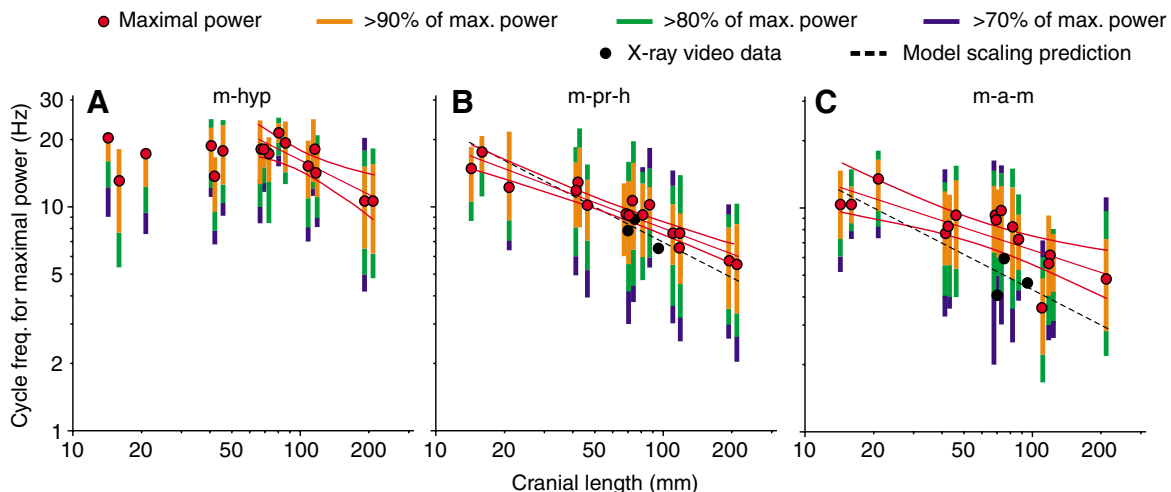 Maximal power >90% of max. power >80% of max. power >70% of max. power
X-ray video data Model scaling prediction
A m-hyp B m-pr-h C m-a-m
Cycle freq. for maximal power (Hz)
30
20
10
5
2
1
10 20 50 100 200 10 20 50 100 200 10 20 50 100 200
Cranial length (mm)